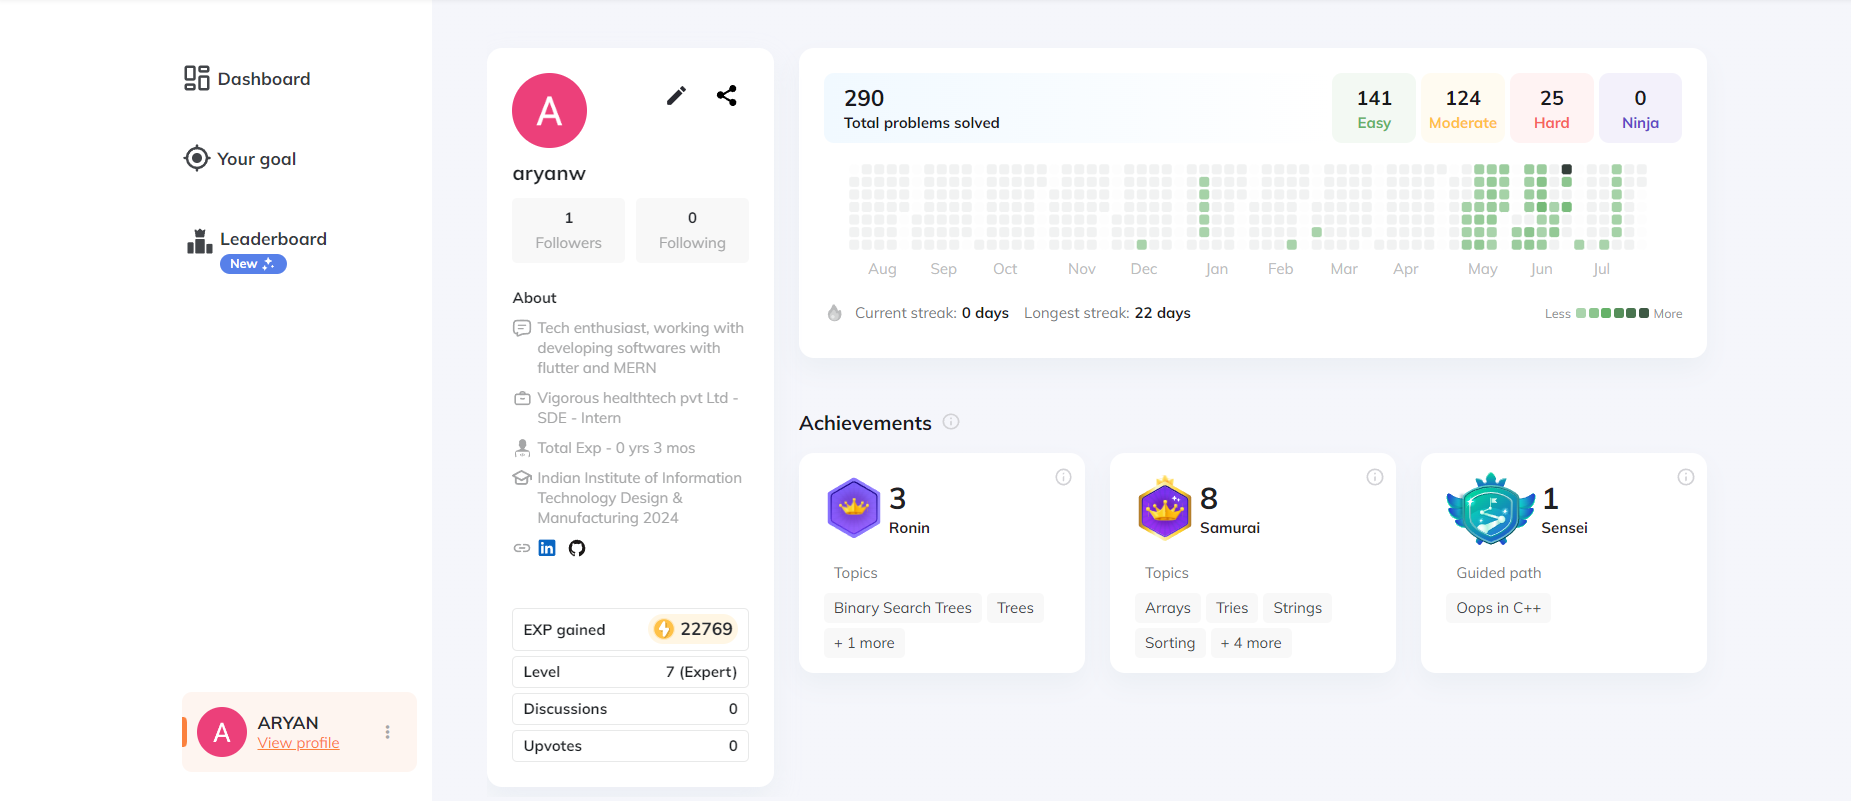 Dashboard
Your goal
Leaderboard
New
A
ARYAN
View profile
A
aryanw
1
Followers
0
Following
About
Tech enthusiast, working with
developing softwares with
flutter and MERN
Vigorous healthtech pvt Ltd -
SDE - Intern
Total Exp - 0 yrs 3 mos
Indian Institute of Information
Technology Design &
Manufacturing 2024
in
EXP gained 22769
Level 7 (Expert)
Discussions 0
Upvotes 0
290
Total problems solved
141
Easy
124
Moderate
25
Hard
0
Ninja
Aug Sep Oct Nov Dec Jan Feb Mar Apr May Jun Jul
Current streak: 0 days Longest streak: 22 days
Less More
Achievements
3
Ronin
Topics
Binary Search Trees Trees
+ 1 more
8
Samurai
Topics
Arrays Tries Strings
Sorting + 4 more
1
Sensei
Guided path
Oops in C++